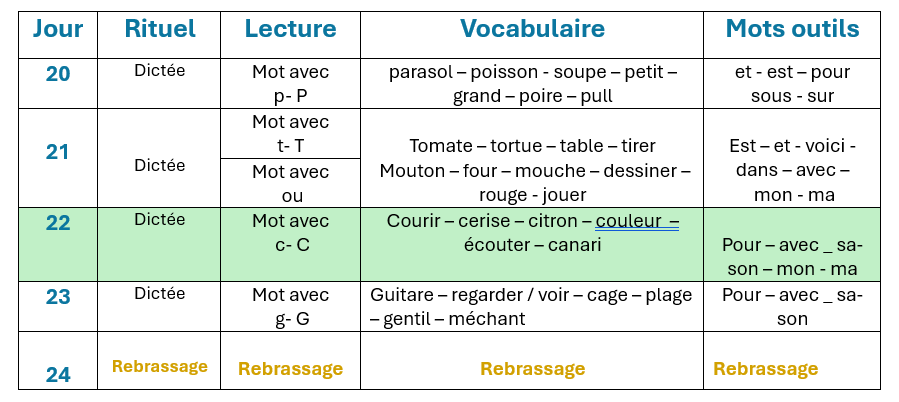 Jour Rituel Lecture Vocabulaire Mots outils
20
Dictée
Mot avec
p- P
parasol – poisson - soupe – petit –
grand – poire – pull
et - est – pour
sous - sur
21
Dictée
Mot avec
t- T
Mot avec
ou
Tomate – tortue – table – tirer
Mouton – four – mouche – dessiner –
rouge - jouer
Est – et - voici -
dans – avec –
mon - ma
22
Dictée
Mot avec
c- C
Courir – cerise – citron – couleur –
écouter – canari
Pour – avec _ sa-
son – mon - ma
23
Dictée
Mot avec
g- G
Guitare – regarder / voir – cage – plage
– gentil – méchant
Pour – avec _ sa-
son
24
Rebrassage
Rebrassage
Rebrassage
Rebrassage